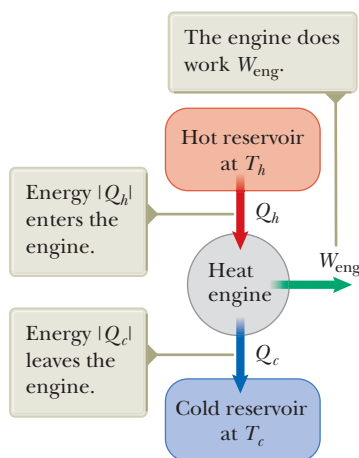 The engine does
work W_eng.
Hot reservoir
at T_h
Energy |Q_h|
enters the
engine.
Q_h
W_eng
Heat
engine
Energy |Q_c|
leaves the
engine.
Q_c
Cold reservoir
at T_c